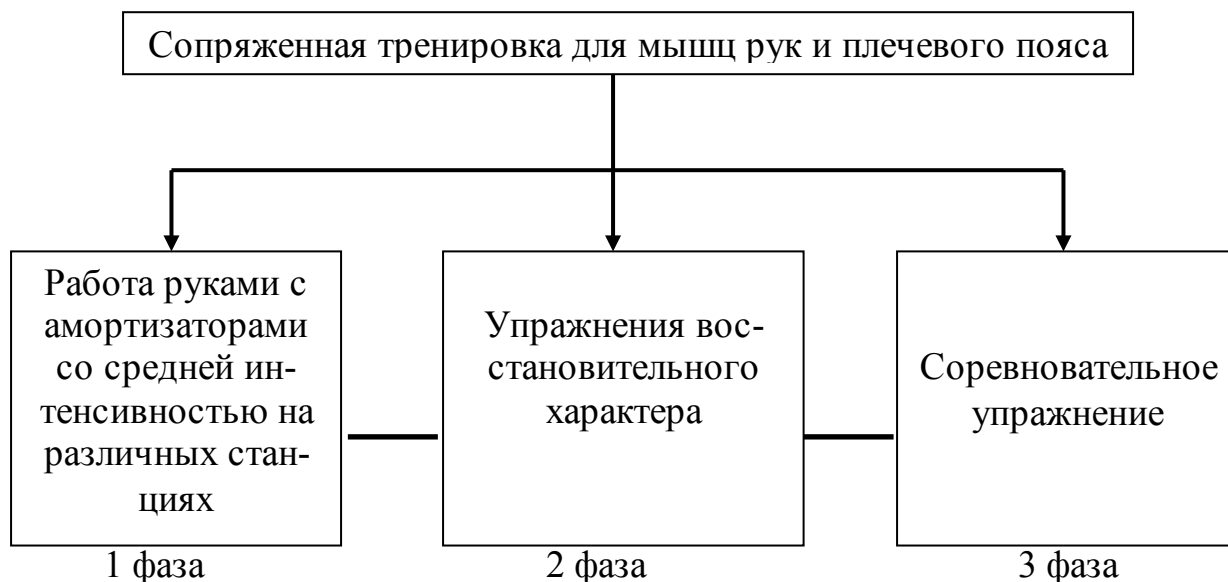 Сопряженная тренировка для мышц рук и плечевого пояса
Работа руками с
амортизаторами
со средней ин-
тенсивностью на
различных стан-
циях
Упражнения вос-
становительного
характера
Соревновательное
упражнение
1 фаза
2 фаза
3 фаза